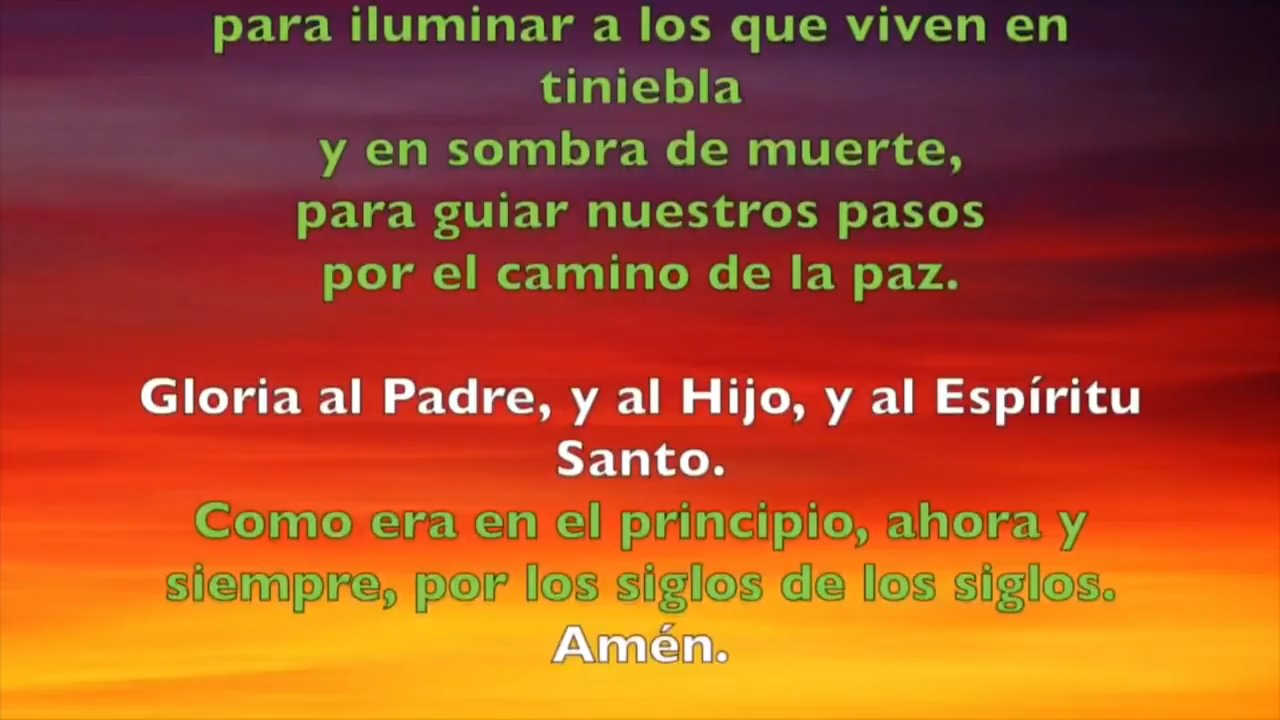 para iluminar a los que viven en
tiniebla
y en sombra de muerte,
para guiar nuestros pasos
por el camino de la paz.
Gloria al Padre, y al Hijo, y al Espíritu
Santo.
Como era en el principio, ahora y
siempre, por los siglos de los siglos.
Amén.